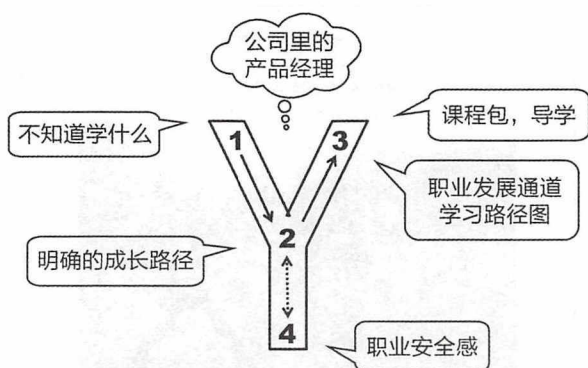 公司里的
产品经理
不知道学什么
1
3
课程包，导学
职业发展通道
学习路径图
2
明确的成长路径
4
职业安全感